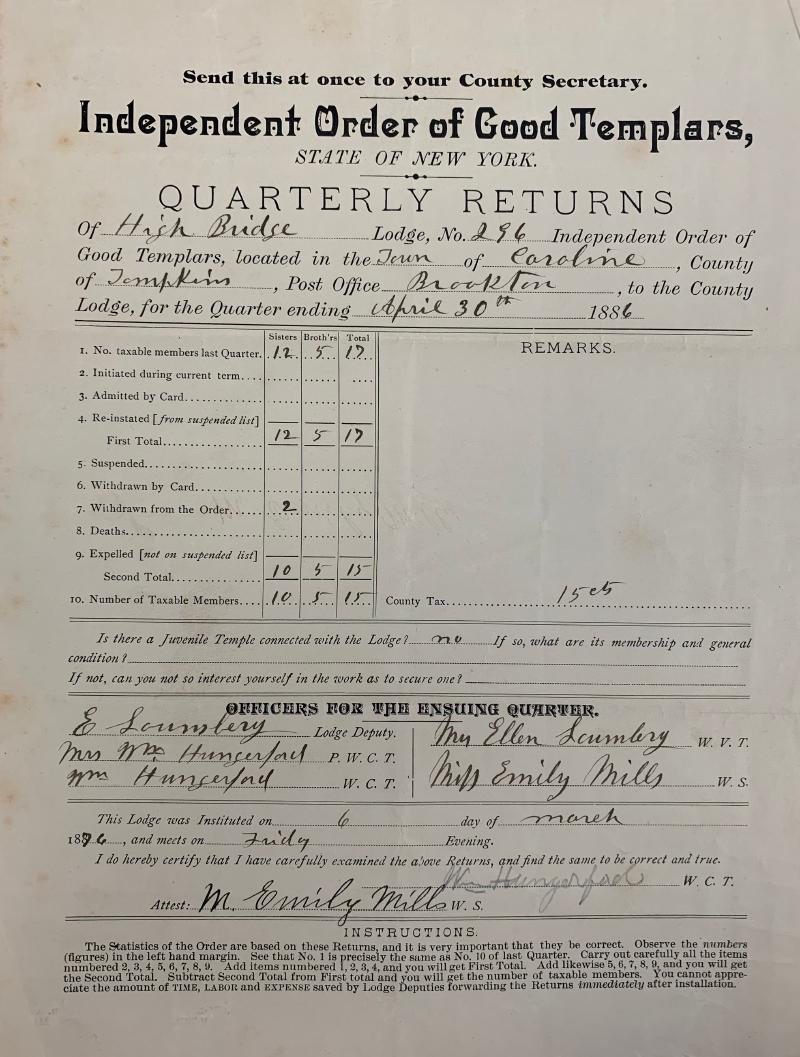 Send this at once to your County Secretary.
Independent Order of Good Templars,
STATE OF NEW YORK.
QUARTERLY RETURNS
Of High Bridge Lodge, No. 296 Independent Order of
Good Templars, located in the Town of Caroline, County
of Tompkins, Post Office Brookton, to the County
Lodge, for the Quarter ending April 30th 1886
Sisters Broth'rs Total
1. No. taxable members last Quarter. 12 5 17
2. Initiated during current term
3. Admitted by Card
4. Re-instated [from suspended list]
First Total 12 5 17
5. Suspended
6. Withdrawn by Card
7. Withdrawn from the Order 2
8. Deaths
9. Expelled [not on suspended list]
Second Total 10 5 15
10. Number of Taxable Members 10 5 15
REMARKS.
County Tax 15 cts
Is there a Juvenile Temple connected with the Lodge? no If so, what are its membership and general
condition?
If not, can you not so interest yourself in the work as to secure one?
OFFICERS FOR THE ENSUING QUARTER.
E Lounbery Lodge Deputy.
Mrs Wm Hungerford P. W. C. T.
Wm Hungerford W. C. T.
Ellen Lounbery W. V. T.
Miss Emily Mills W. S.
This Lodge was Instituted on 6 day of march
1886, and meets on Fridy Evening.
I do hereby certify that I have carefully examined the above Returns, and find the same to be correct and true.
Wm Hungerford W. C. T.
Attest: M. Emily Mills W. S.
INSTRUCTIONS.
The Statistics of the Order are based on these Returns, and it is very important that they be correct. Observe the numbers
(figures) in the left hand margin. See that No. 1 is precisely the same as No. 10 of last Quarter. Carry out carefully all the items
numbered 2, 3, 4, 5, 6, 7, 8, 9. Add items numbered 1, 2, 3, 4, and you will get First Total. Add likewise 5, 6, 7, 8, 9, and you will get
the Second Total. Subtract Second Total from First total and you will get the number of taxable members. You cannot appre-
ciate the amount of TIME, LABOR and EXPENSE saved by Lodge Deputies forwarding the Returns immediately after installation.